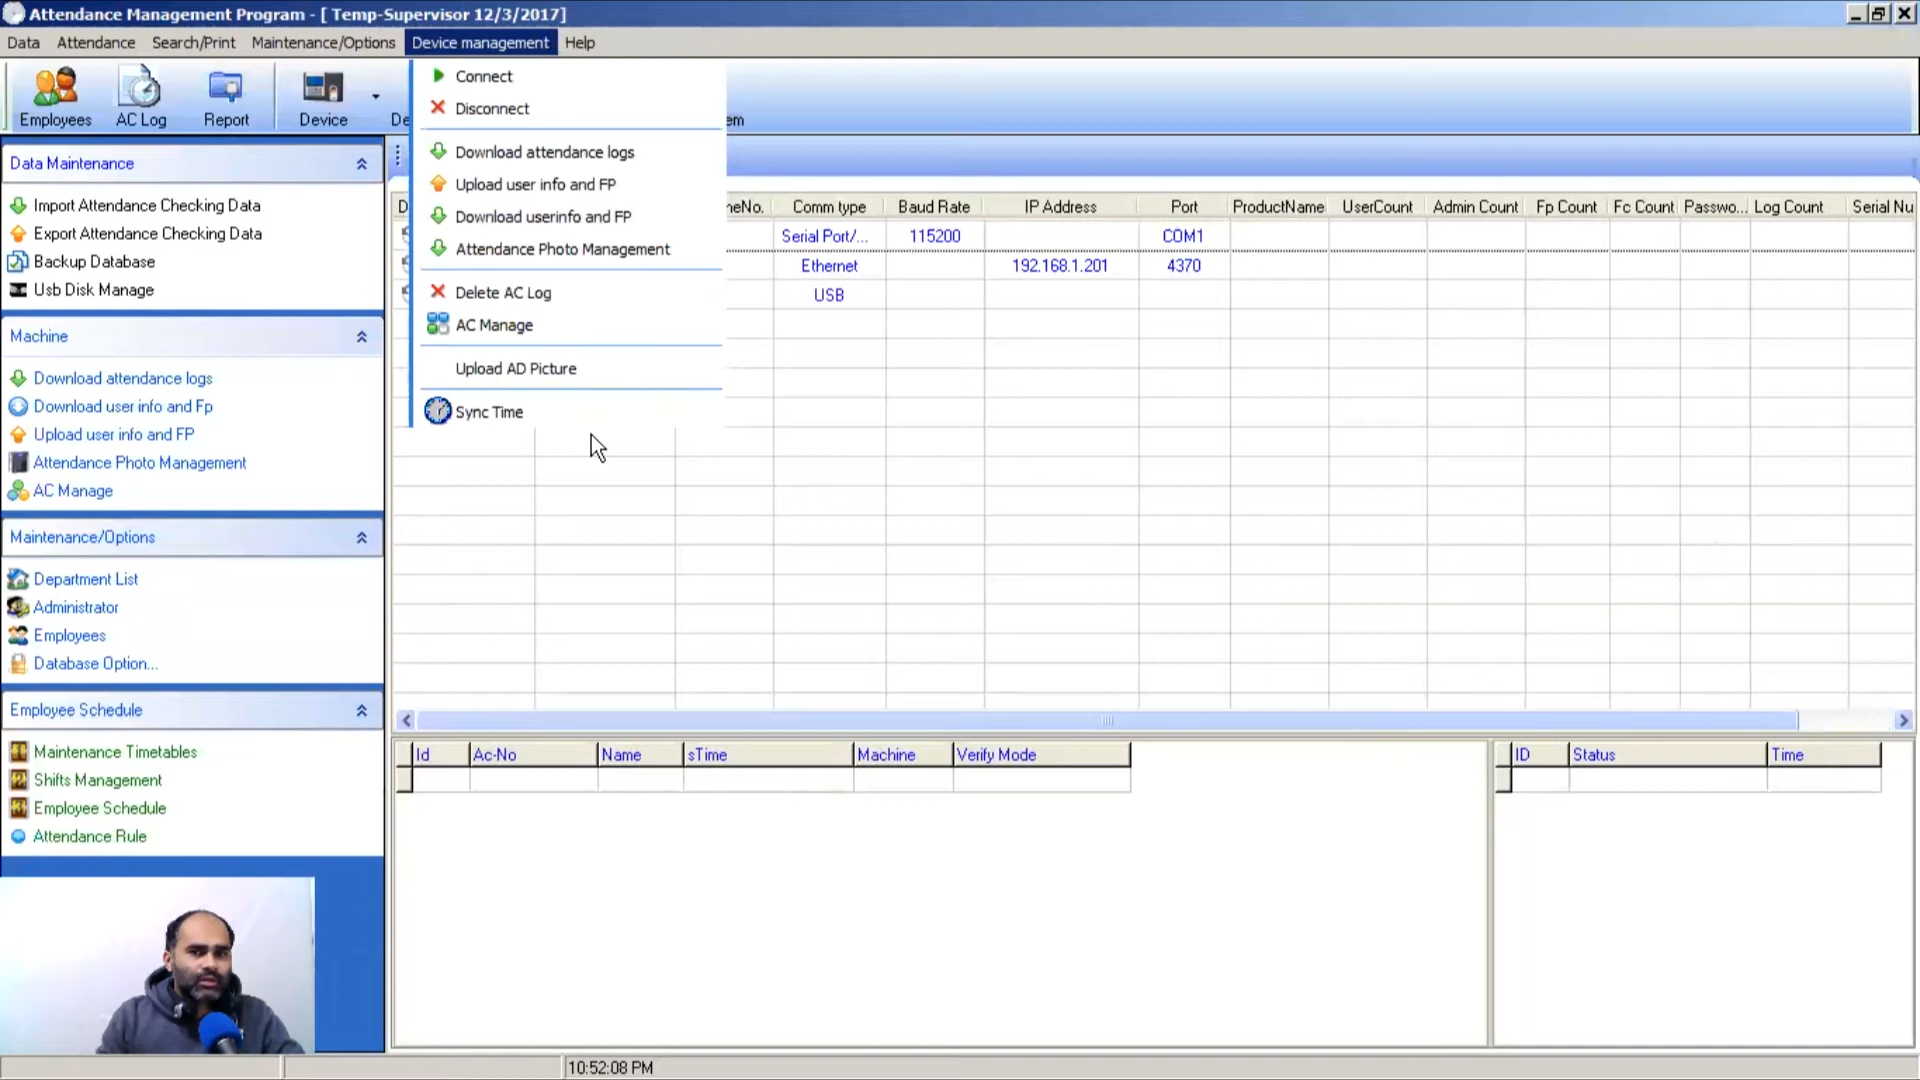 Attendance Management Program - [ Temp-Supervisor 12/3/2017]
Data Attendance Search/Print Maintenance/Options Device management Help
Employees AC Log Report Device De em
Connect
Disconnect
Download attendance logs
Upload user info and FP
Download userinfo and FP
Attendance Photo Management
Delete AC Log
AC Manage
Upload AD Picture
Sync Time
Data Maintenance
Import Attendance Checking Data
Export Attendance Checking Data
Backup Database
Usb Disk Manage
Machine
Download attendance logs
Download user info and Fp
Upload user info and FP
Attendance Photo Management
AC Manage
Maintenance/Options
Department List
Administrator
Employees
Database Option...
Employee Schedule
Maintenance Timetables
Shifts Management
Employee Schedule
Attendance Rule
D neNo. Comm type Baud Rate IP Address Port ProductName UserCount Admin Count Fp Count Fc Count Passwo... Log Count Serial Nu
Serial Port/... 115200 COM1
Ethernet 192.168.1.201 4370
USB
Id Ac-No Name sTime Machine Verify Mode
ID Status Time
10:52:08 PM